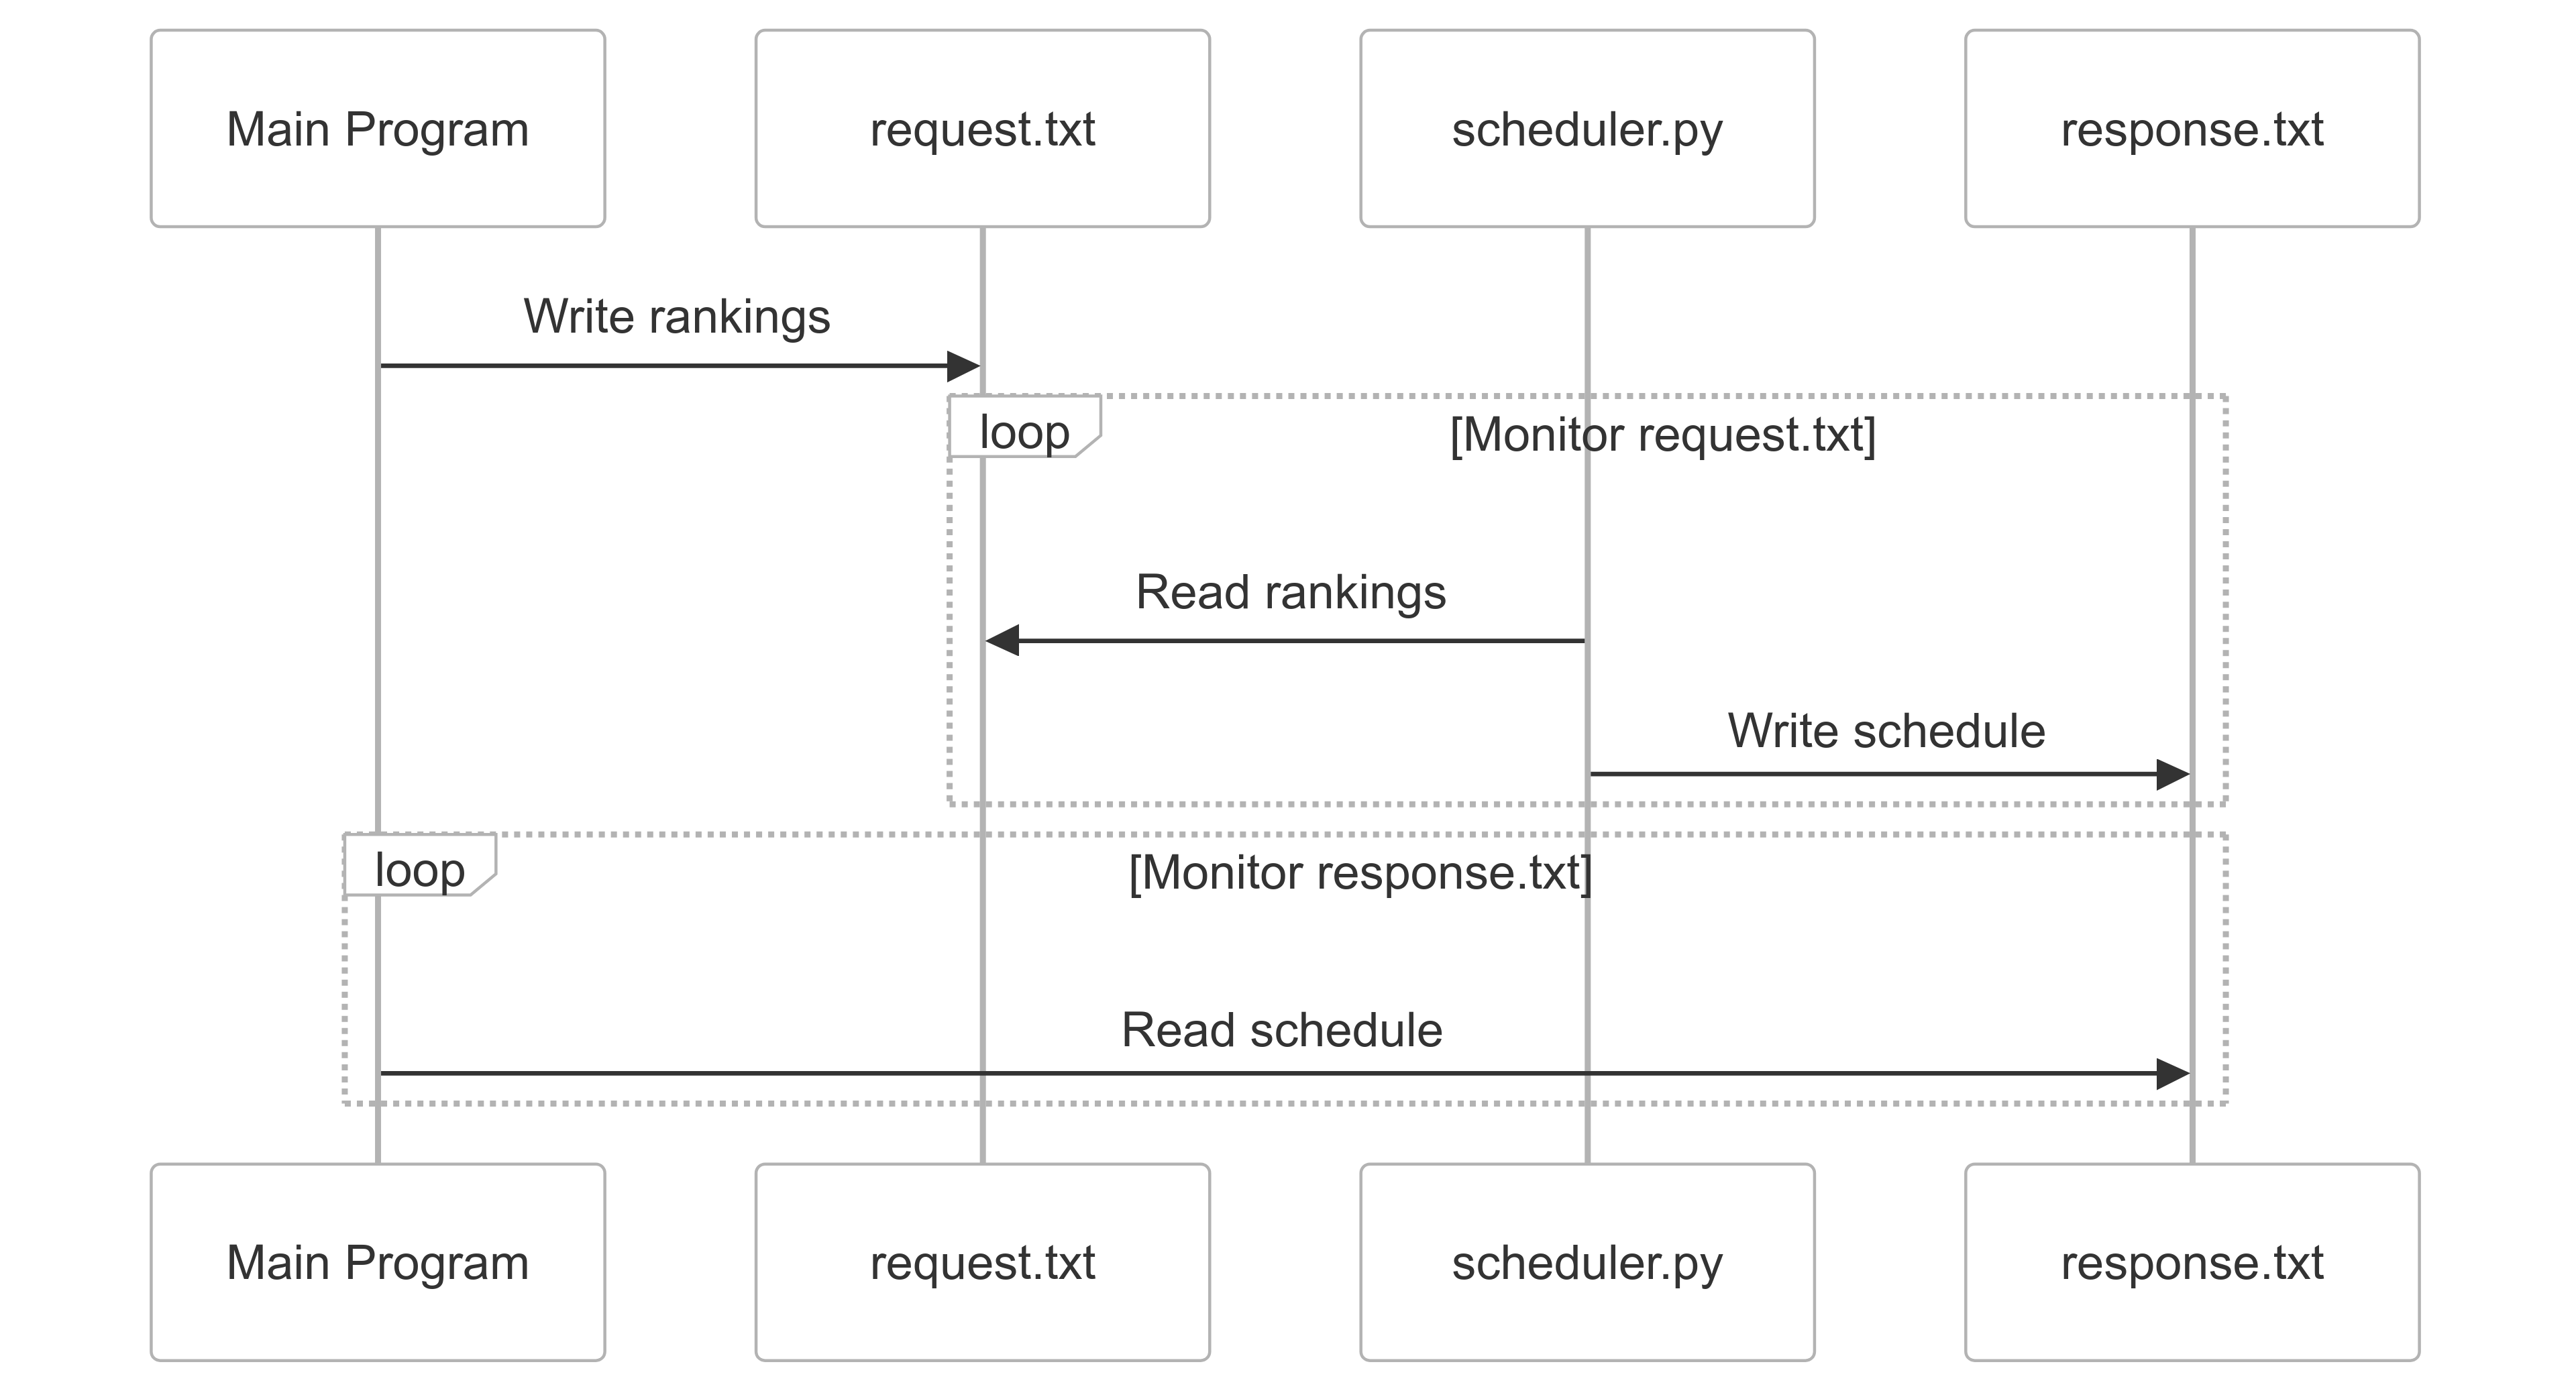 Main Program
request.txt
scheduler.py
response.txt
Write rankings
loop
[Monitor request.txt]
Read rankings
Write schedule
loop
[Monitor response.txt]
Read schedule
Main Program
request.txt
scheduler.py
response.txt